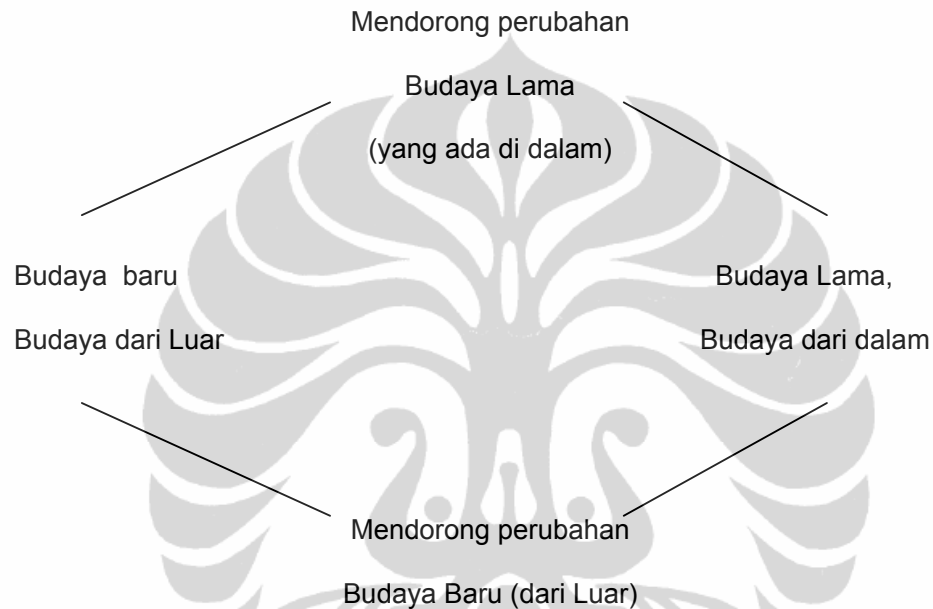 Mendorong perubahan
Budaya Lama
(yang ada di dalam)
Budaya baru
Budaya dari Luar
Budaya Lama,
Budaya dari dalam
Mendorong perubahan
Budaya Baru (dari Luar)